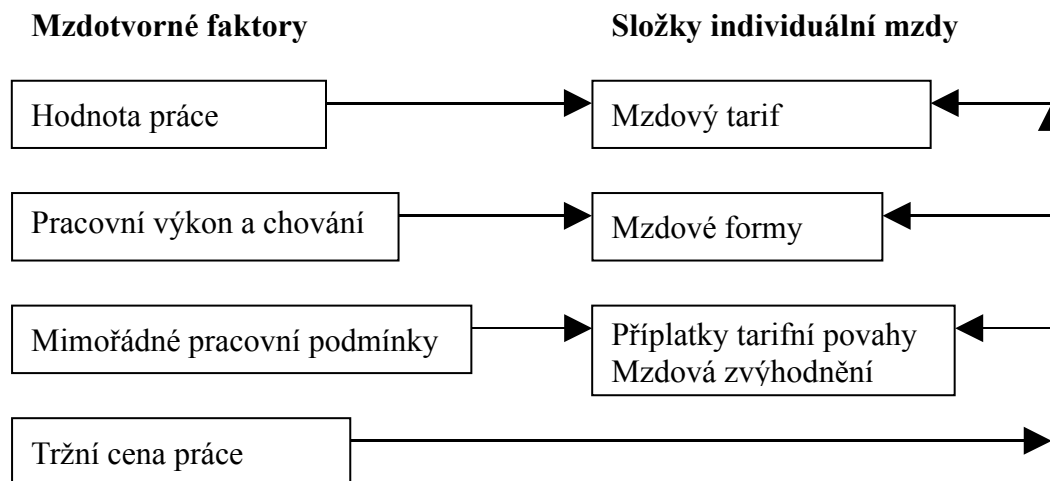 Mzdotvorné faktory
Složky individuální mzdy
Hodnota práce
Mzdový tarif
Pracovní výkon a chování
Mzdové formy
Mimořádné pracovní podmínky
Příplatky tarifní povahy
Mzdová zvýhodnění
Tržní cena práce